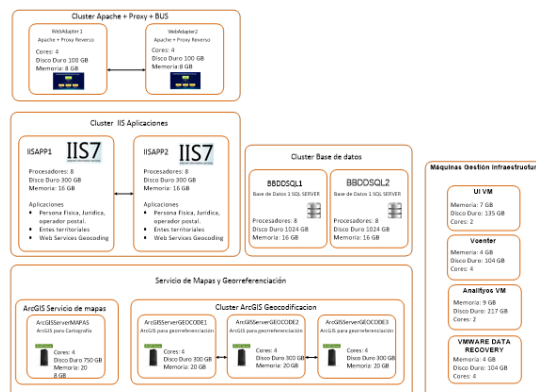 Cluster Apache + Proxy + BUS
WebAdapter1
Apache + Proxy Reverso
Cores: 4
Disco Duro 100 GB
Memoria: 8 GB
WebAdapter2
Apache + Proxy Reverso
Cores: 4
Disco Duro 100 GB
Memoria:8 GB
Cluster IIS Aplicaciones
IISAPP1
IIS7
Procesadores: 8
Disco Duro 300 GB
Memoria: 16 GB
Aplicaciones
• Persona Física, Jurídica, operador postal.
• Entes territoriales
• Web Services Geocoding
IISAPP2
IIS7
Procesadores: 8
Disco Duro 300 GB
Memoria: 16 GB
Aplicaciones
• Persona Física, Jurídica, operador postal.
• Entes territoriales
• Web Services Geocoding
Cluster Base de datos
BBDDSQL1
Base de Datos 1 SQL SERVER
Procesadores: 8
Disco Duro 1024 GB
Memoria: 16 GB
BBDDSQL2
Base de Datos 1 SQL SERVER
Procesadores: 8
Disco Duro 1024 GB
Memoria: 16 GB
Máquinas Gestión Infraestructur
UI VM
Memoria: 7 GB
Disco Duro: 135 GB
Cores: 2
Vcenter
Memoria: 4 GB
Disco Duro: 104 GB
Cores: 4
Analityos VM
Memoria: 9 GB
Disco Duro: 217 GB
Cores: 2
VMWARE DATA
RECOVERY
Memoria: 4 GB
Disco Duro: 104 GB
Cores: 4
Servicio de Mapas y Georreferenciación
ArcGIS Servicio de mapas
ArcGISServerMAPAS
ArcGIS para Cartografía
Cores: 4
Disco Duro 750 GB
Memoria: 20
8 GB
Cluster ArcGIS Geocodificacion
ArcGISServerGEOCODE1
ArcGIS para georreferenciación
Cores: 4
Disco Duro 300 GB
Memoria: 20 GB
ArcGISServerGEOCODE2
ArcGIS para georreferenciación
Cores: 4
Disco Duro 300 GB
Memoria: 20 GB
ArcGISServerGEOCODE3
ArcGIS para georreferenciación
Cores: 4
Disco Duro 300 GB
Memoria: 20 GB